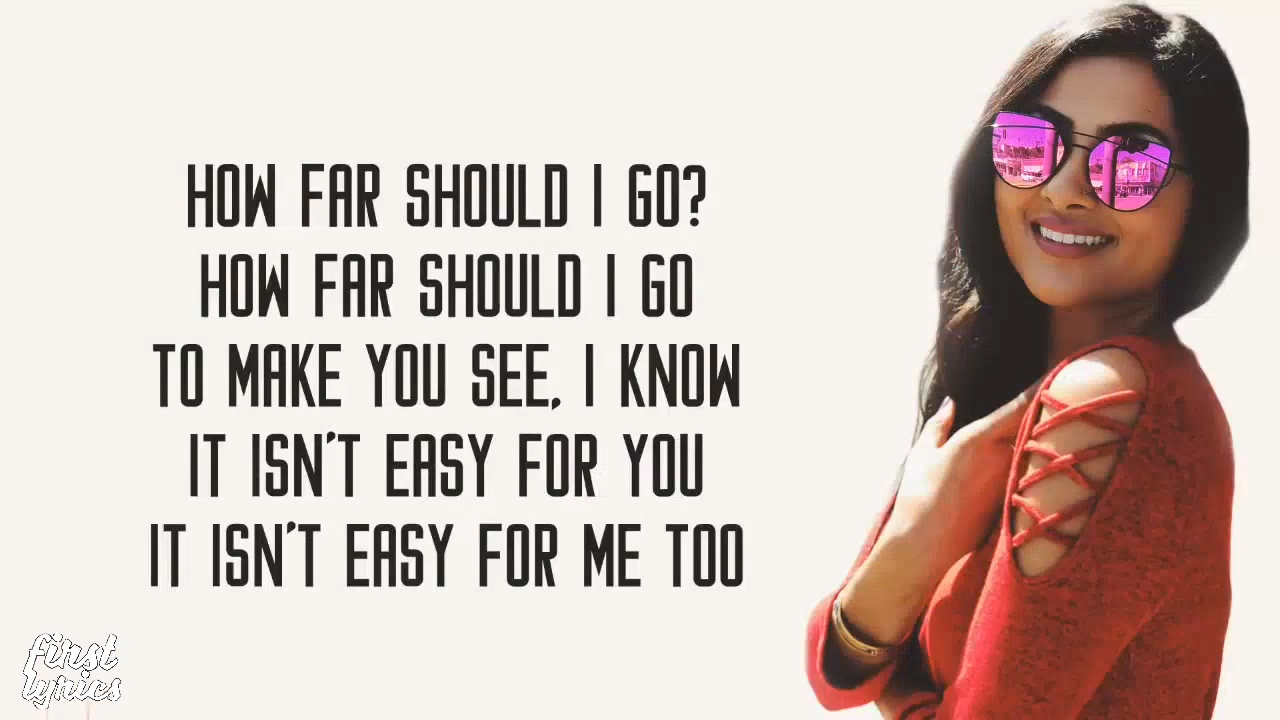 HOW FAR SHOULD I GO?
HOW FAR SHOULD I GO
TO MAKE YOU SEE, I KNOW
IT ISN'T EASY FOR YOU
IT ISN'T EASY FOR ME TOO
first
lyrics